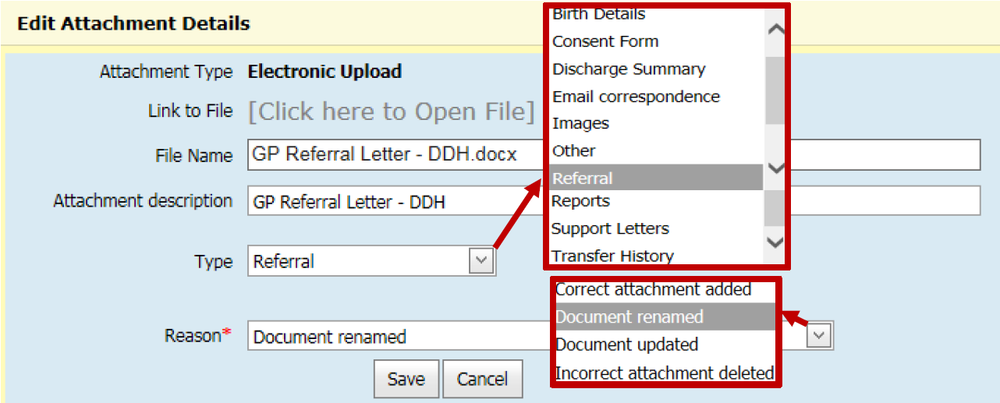 Edit Attachment Details
Attachment Type Electronic Upload
Link to File [Click here to Open File]
File Name GP Referral Letter - DDH.docx
Attachment description GP Referral Letter - DDH
Type Referral
Reason* Document renamed
Save Cancel
Birth Details
Consent Form
Discharge Summary
Email correspondence
Images
Other
Referral
Reports
Support Letters
Transfer History
Correct attachment added
Document renamed
Document updated
Incorrect attachment deleted